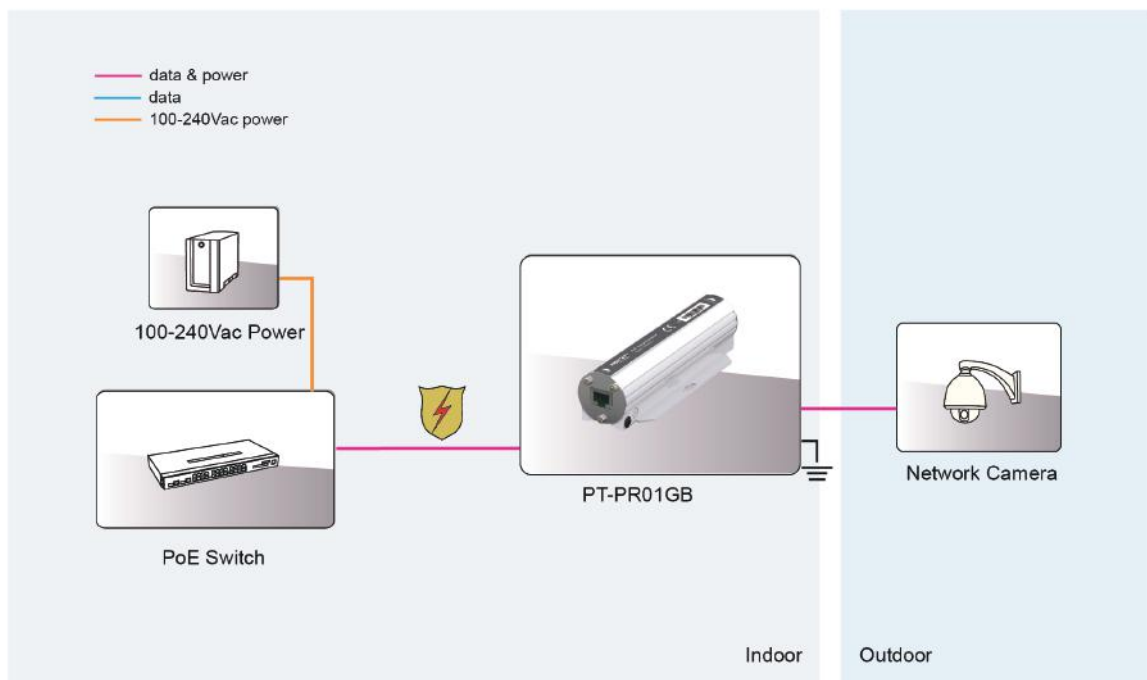 data & power
data
100-240Vac power
100-240Vac Power
PoE Switch
PT-PR01GB
Network Camera
Indoor
Outdoor